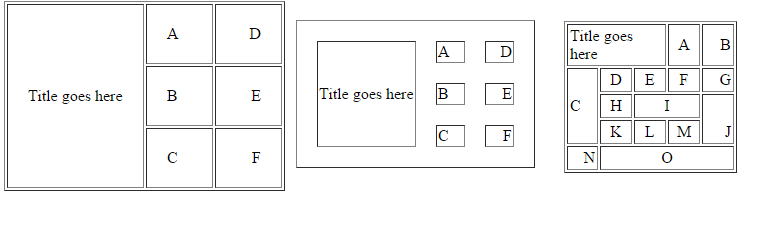 Title goes here
A D
B E
C F
Title goes here
A D
B E
C F
Title goes
here
A B
C
D E F G
H I
J
K L M
N O